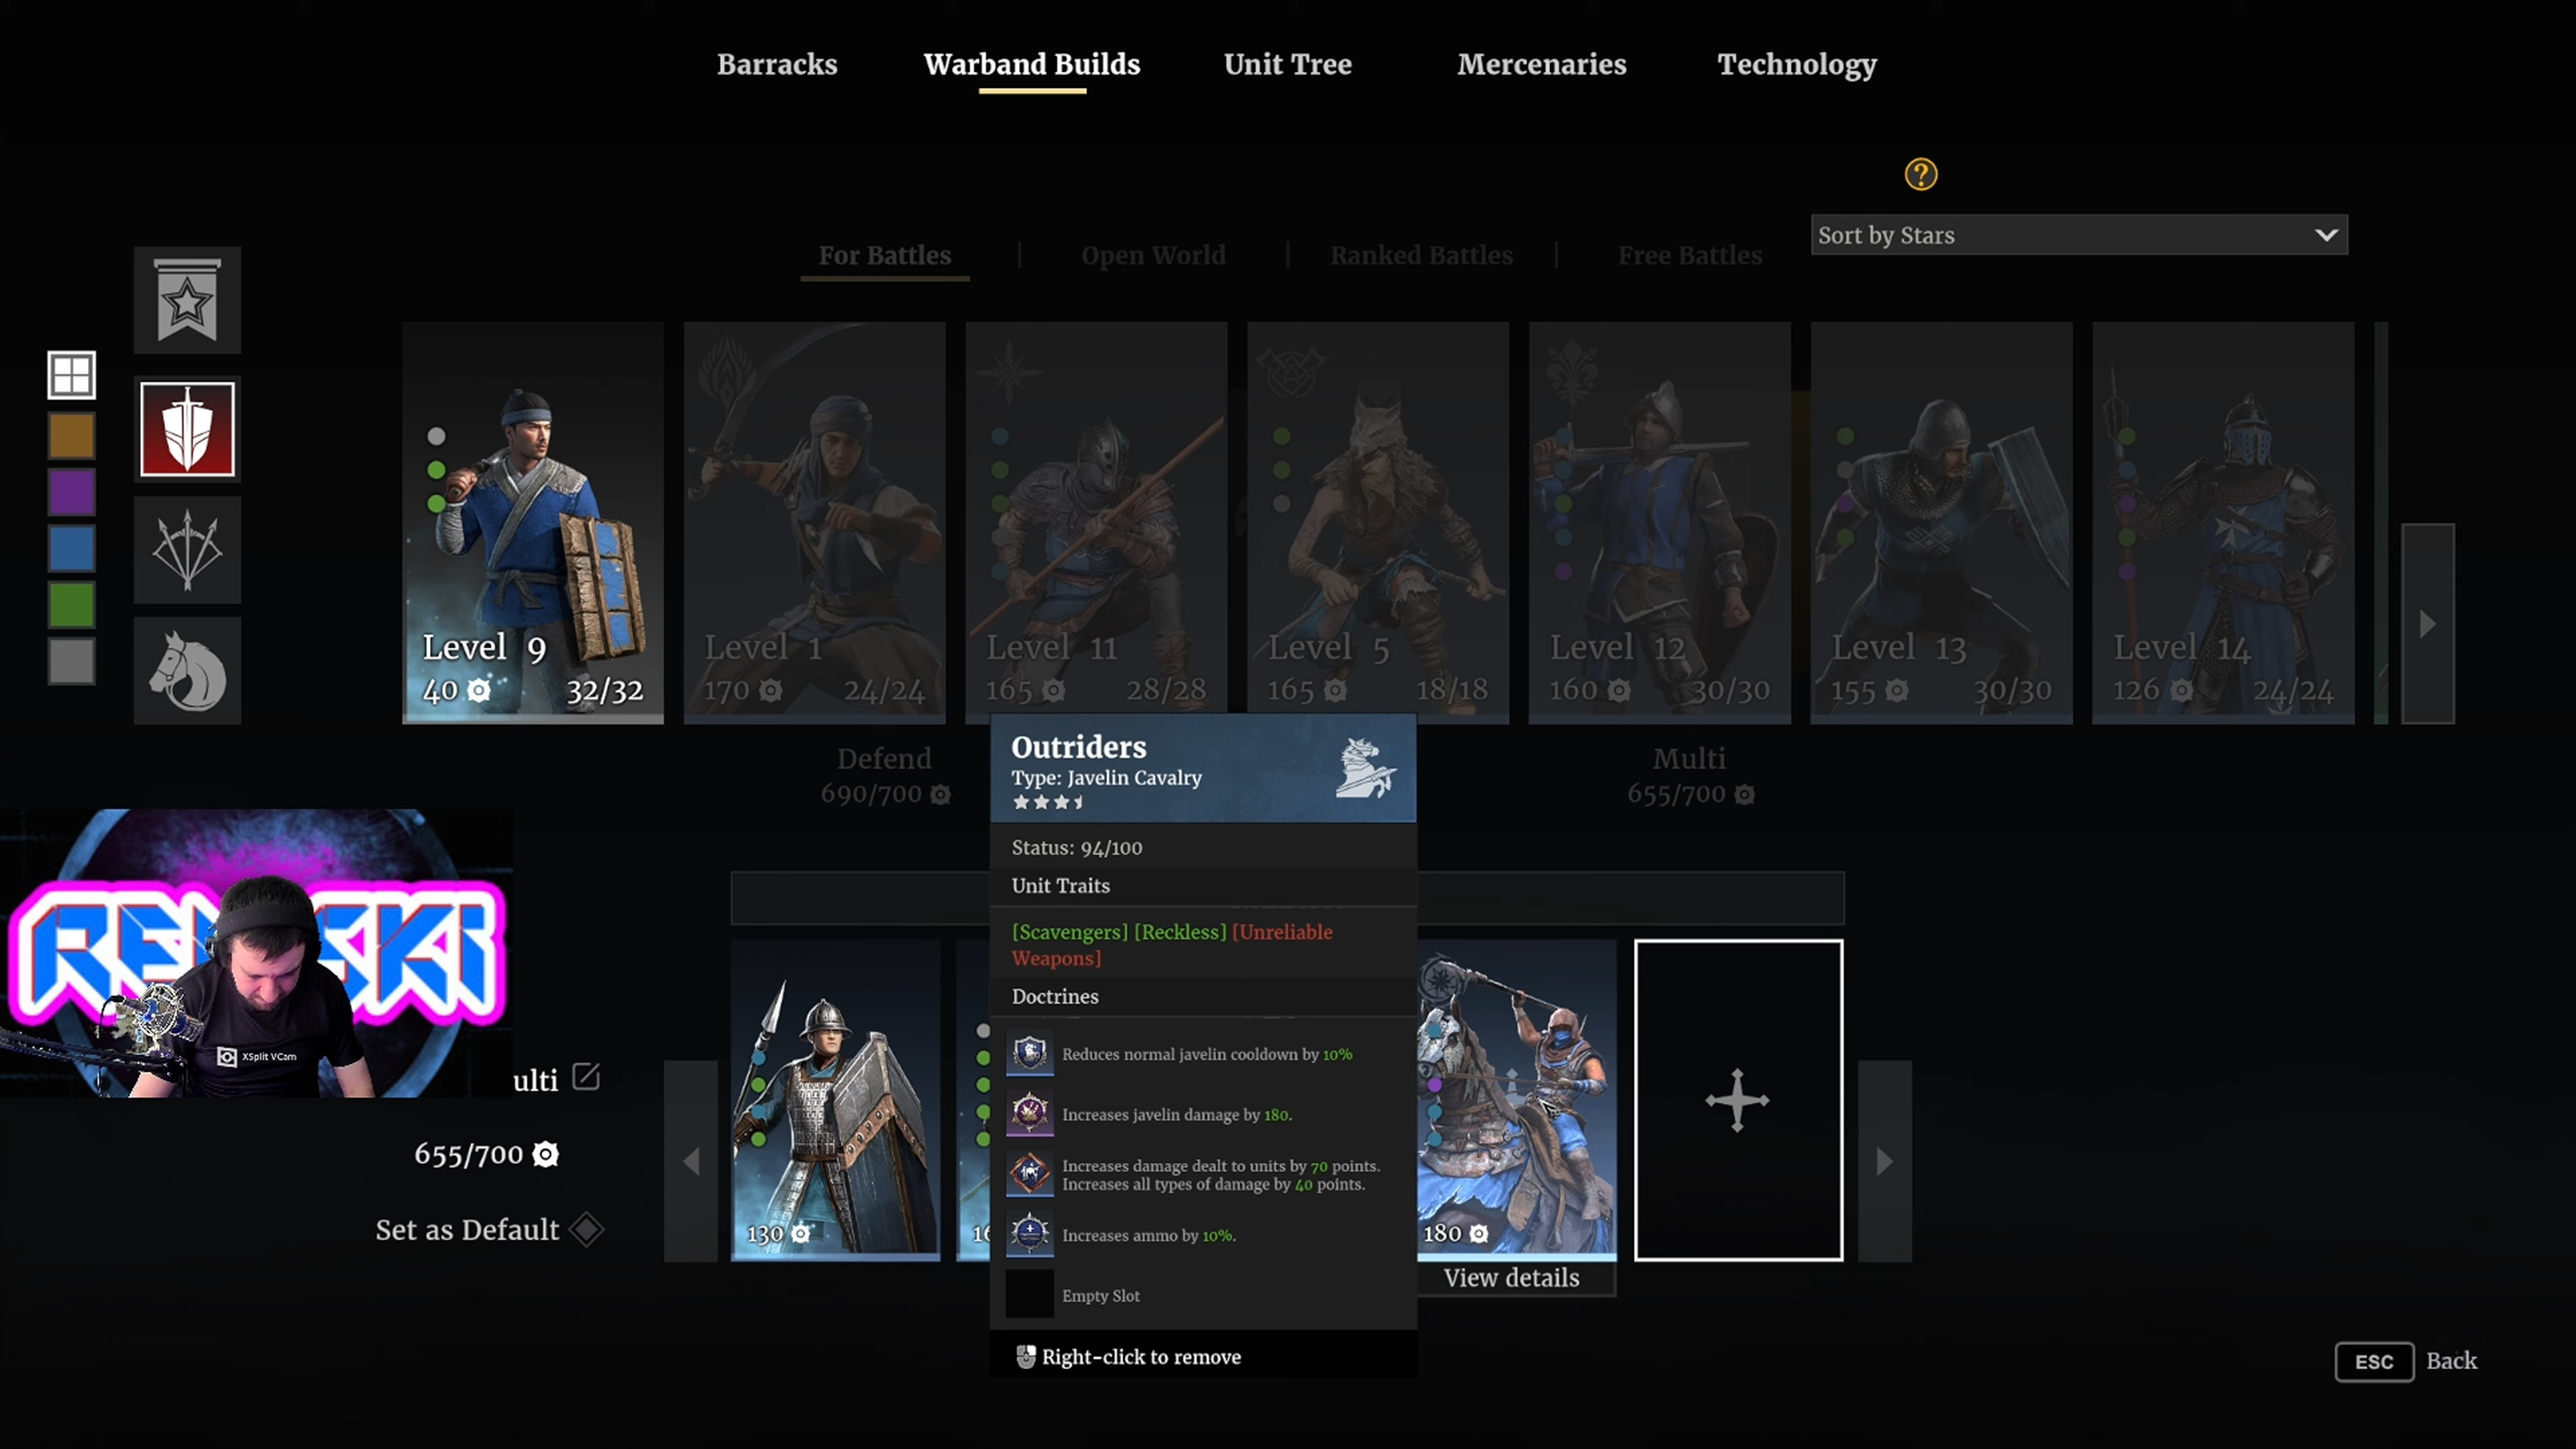 Barracks
Warband Builds
Unit Tree
Mercenaries
Technology
?
Sort by Stars
For Battles
Open World
Ranked Battles
Free Battles
Level 9
40
32/32
Level 1
170
24/24
Level 11
165
28/28
Level 5
165
18/18
Level 12
160
30/30
Level 13
155
30/30
Level 14
126
24/24
Defend
690/700
Multi
655/700
Outriders
Type: Javelin Cavalry
Status: 94/100
Unit Traits
[Scavengers] [Reckless] [Unreliable
Weapons]
Doctrines
Reduces normal javelin cooldown by 10%
Increases javelin damage by 180.
Increases damage dealt to units by 70 points.
Increases all types of damage by 40 points.
Increases ammo by 10%.
Empty Slot
Right-click to remove
XSplit VCam
ulti
655/700
Set as Default
130
16
180
View details
ESC Back